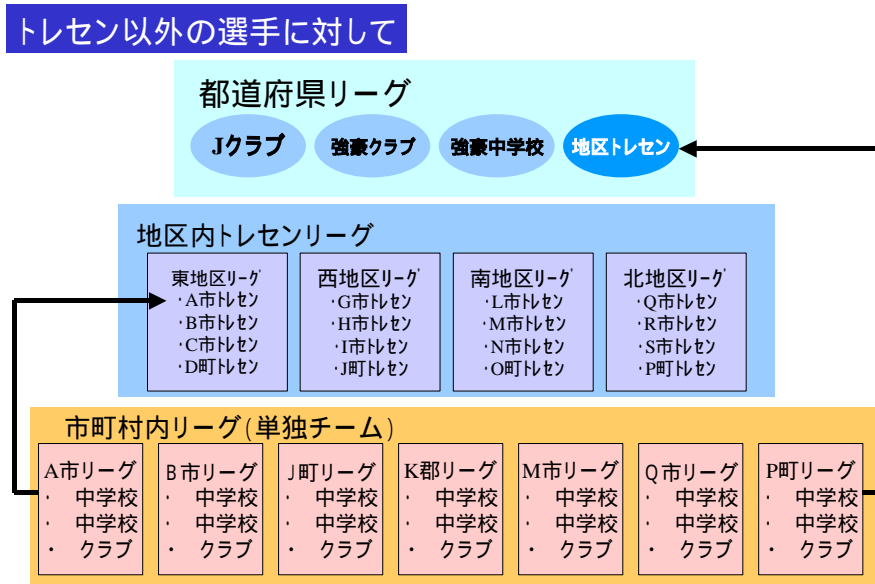 トレセン以外の選手に対して
都道府県リーグ
Jクラブ 強豪クラブ 強豪中学校 地区トレセン
地区内トレセンリーグ
東地区リーグ
・A市トレセン
・B市トレセン
・C市トレセン
・D町トレセン
西地区リーグ
・G市トレセン
・H市トレセン
・I市トレセン
・J町トレセン
南地区リーグ
・L市トレセン
・M市トレセン
・N市トレセン
・O町トレセン
北地区リーグ
・Q市トレセン
・R市トレセン
・S市トレセン
・P町トレセン
市町村内リーグ(単独チーム)
A市リーグ
・ 中学校
・ 中学校
・ クラブ
B市リーグ
・ 中学校
・ 中学校
・ クラブ
J町リーグ
・ 中学校
・ 中学校
・ クラブ
K郡リーグ
・ 中学校
・ 中学校
・ クラブ
M市リーグ
・ 中学校
・ 中学校
・ クラブ
Q市リーグ
・ 中学校
・ 中学校
・ クラブ
P町リーグ
・ 中学校
・ 中学校
・ クラブ